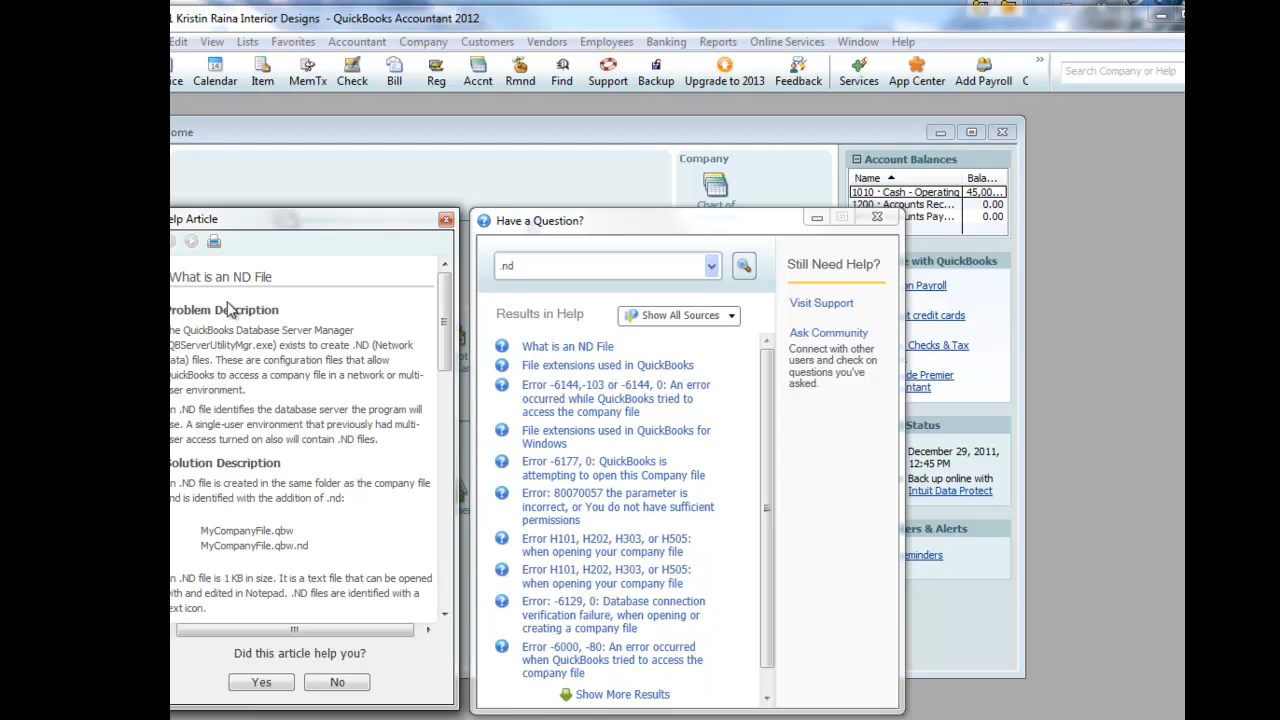 1 Kristin Raina Interior Designs - QuickBooks Accountant 2012
Edit View Lists Favorites Accountant Company Customers Vendors Employees Banking Reports Online Services Window Help
ice Calendar Item MemTx Check Bill Reg Accnt Rmnd Find Support Backup Upgrade to 2013 Feedback Services App Center Add Payroll C
14
» Search Company or Help
ome
Company
Chart of
Account Balances
Name Bala...
1010 · Cash - Operating 45,00...
1200 · Accounts Rec... 0.00
Accounts Pay... 0.00
e with QuickBooks
on Payroll
t credit cards
Checks & Tax
de Premier
untant
Status
December 29, 2011,
12:45 PM
Back up online with
Intuit Data Protect
ers & Alerts
eminders
elp Article
What is an ND File
Problem Description
he QuickBooks Database Server Manager
QBServerUtilityMgr.exe) exists to create .ND (Network
ata) files. These are configuration files that allow
QuickBooks to access a company file in a network or multi-
ser environment.
n .ND file identifies the database server the program will
se. A single-user environment that previously had multi-
ser access turned on also will contain .ND files.
Solution Description
n .ND file is created in the same folder as the company file
nd is identified with the addition of .nd:
MyCompanyFile.qbw
MyCompanyFile.qbw.nd
n .ND file is 1 KB in size. It is a text file that can be opened
with and edited in Notepad. .ND files are identified with a
ext icon.
Did this article help you?
Yes No
Have a Question?
.nd
Results in Help Show All Sources
What is an ND File
File extensions used in QuickBooks
Error -6144,-103 or -6144, 0: An error
occurred while QuickBooks tried to
access the company file
File extensions used in QuickBooks for
Windows
Error -6177, 0: QuickBooks is
attempting to open this Company file
Error: 80070057 the parameter is
incorrect, or You do not have sufficient
permissions
Error H101, H202, H303, or H505:
when opening your company file
Error H101, H202, H303, or H505:
when opening your company file
Error: -6129, 0: Database connection
verification failure, when opening or
creating a company file
Error -6000, -80: An error occurred
when QuickBooks tried to access the
company file
Show More Results
Still Need Help?
Visit Support
Ask Community
Connect with other
users and check on
questions you've
asked.